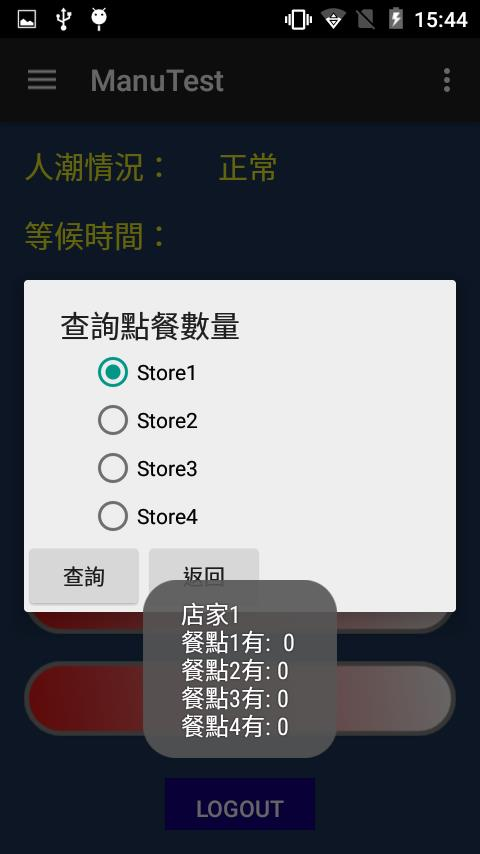 15:44
ManuTest
人潮情況： 正常
等候時間：
查詢點餐數量
Store1
Store2
Store3
Store4
查詢 返回
店家1
餐點1有: 0
餐點2有: 0
餐點3有: 0
餐點4有: 0
LOGOUT